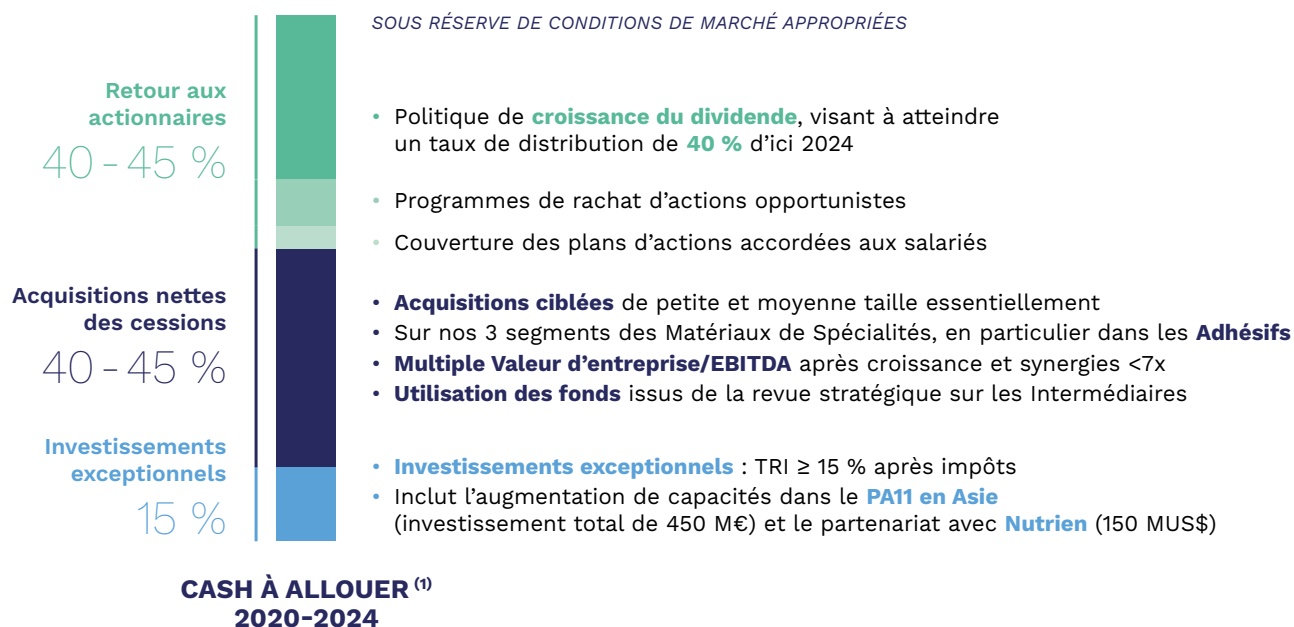 SOUS RÉSERVE DE CONDITIONS DE MARCHÉ APPROPRIÉES
Retour aux
actionnaires
40 - 45 %
• Politique de croissance du dividende, visant à atteindre
un taux de distribution de 40 % d’ici 2024
• Programmes de rachat d’actions opportunistes
• Couverture des plans d’actions accordées aux salariés
Acquisitions nettes
des cessions
40 - 45 %
• Acquisitions ciblées de petite et moyenne taille essentiellement
• Sur nos 3 segments des Matériaux de Spécialités, en particulier dans les Adhésifs
• Multiple Valeur d’entreprise/EBITDA après croissance et synergies <7x
• Utilisation des fonds issus de la revue stratégique sur les Intermédiaires
Investissements
exceptionnels
15 %
• Investissements exceptionnels : TRI ≥ 15 % après impôts
• Inclut l’augmentation de capacités dans le PA11 en Asie
(investissement total de 450 M€) et le partenariat avec Nutrien (150 MUS$)
CASH À ALLOUER (1)
2020-2024